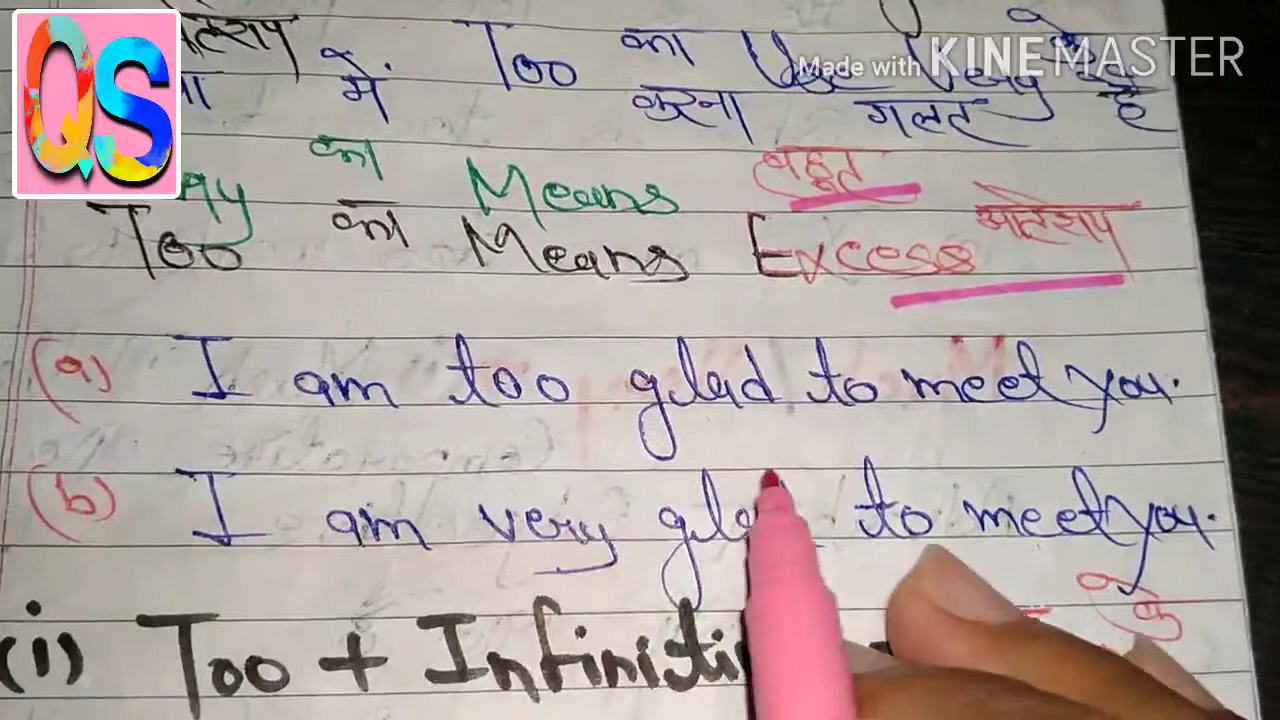 QS
Made with KINEMASTER
में Too का Use Very के
करना गलत है
का Means बहुत
Too का Means Excess अतिशय
(a) I am too glad to meet you.
(b) I am very glad to meet you.
(i) Too + Infiniti
के